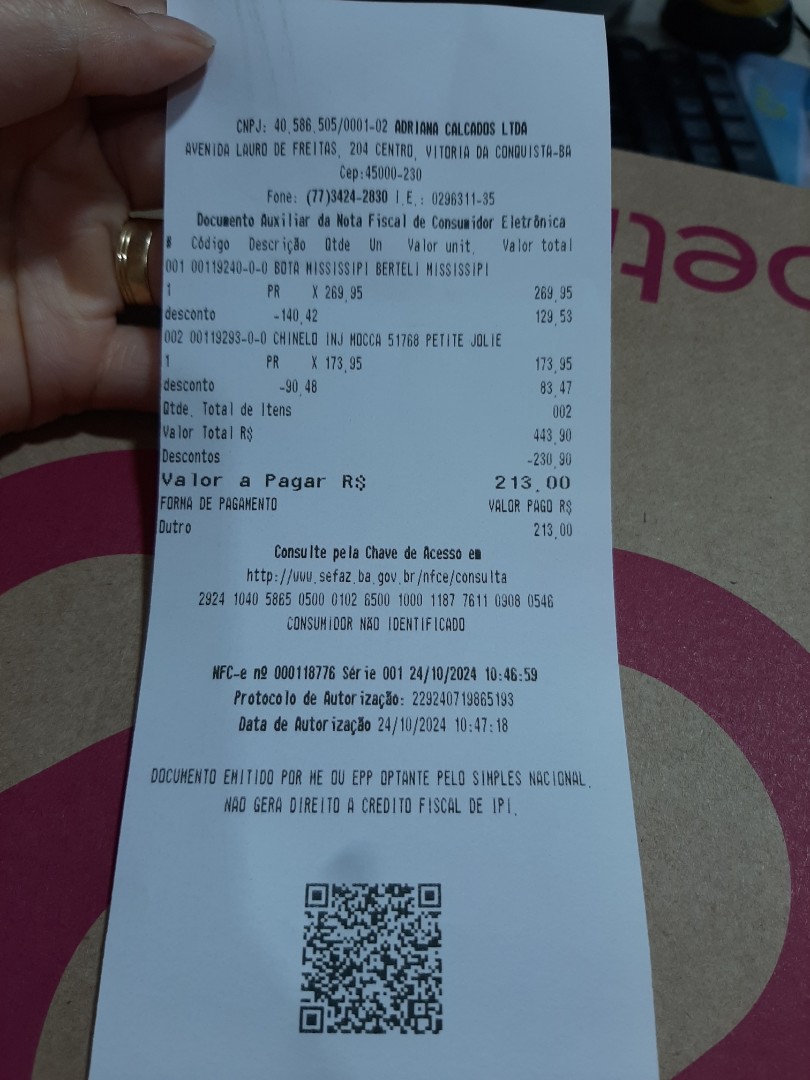 CNPJ: 40.586.505/0001-02 ADRIANA CALCADOS LTDA
AVENIDA LAURO DE FREITAS, 204 CENTRO, VITORIA DA CONQUISTA-BA
Cep:45000-230
Fone: (77)3424-2830 I.E.: 0296311-35
Documento Auxiliar da Nota Fiscal de Consumidor Eletrônica
# Código Descrição Qtde Un Valor unit. Valor total
001 00119240-0-0 BOTA MISSISSIPI BERTELI MISSISSIPI
1 PR X 269,95 269,95
desconto -140,42 129,53
002 00119293-0-0 CHINELO INJ MOCCA 51768 PETITE JOLIE
1 PR X 173,95 173,95
desconto -90,48 83,47
Qtde. Total de Itens 002
Valor Total R$ 443,90
Descontos -230,90
Valor a Pagar R$ 213,00
FORMA DE PAGAMENTO VALOR PAGO R$
Outro 213,00
Consulte pela Chave de Acesso em
http://www.sefaz.ba.gov.br/nfce/consulta
2924 1040 5865 0500 0102 6500 1000 1187 7611 0908 0546
CONSUMIDOR NÃO IDENTIFICADO
NFC-e nº 000118776 Série 001 24/10/2024 10:46:59
Protocolo de Autorização: 229240719865193
Data de Autorização 24/10/2024 10:47:18
DOCUMENTO EMITIDO POR ME OU EPP OPTANTE PELO SIMPLES NACIONAL.
NAO GERA DIREITO A CREDITO FISCAL DE IPI.
pet